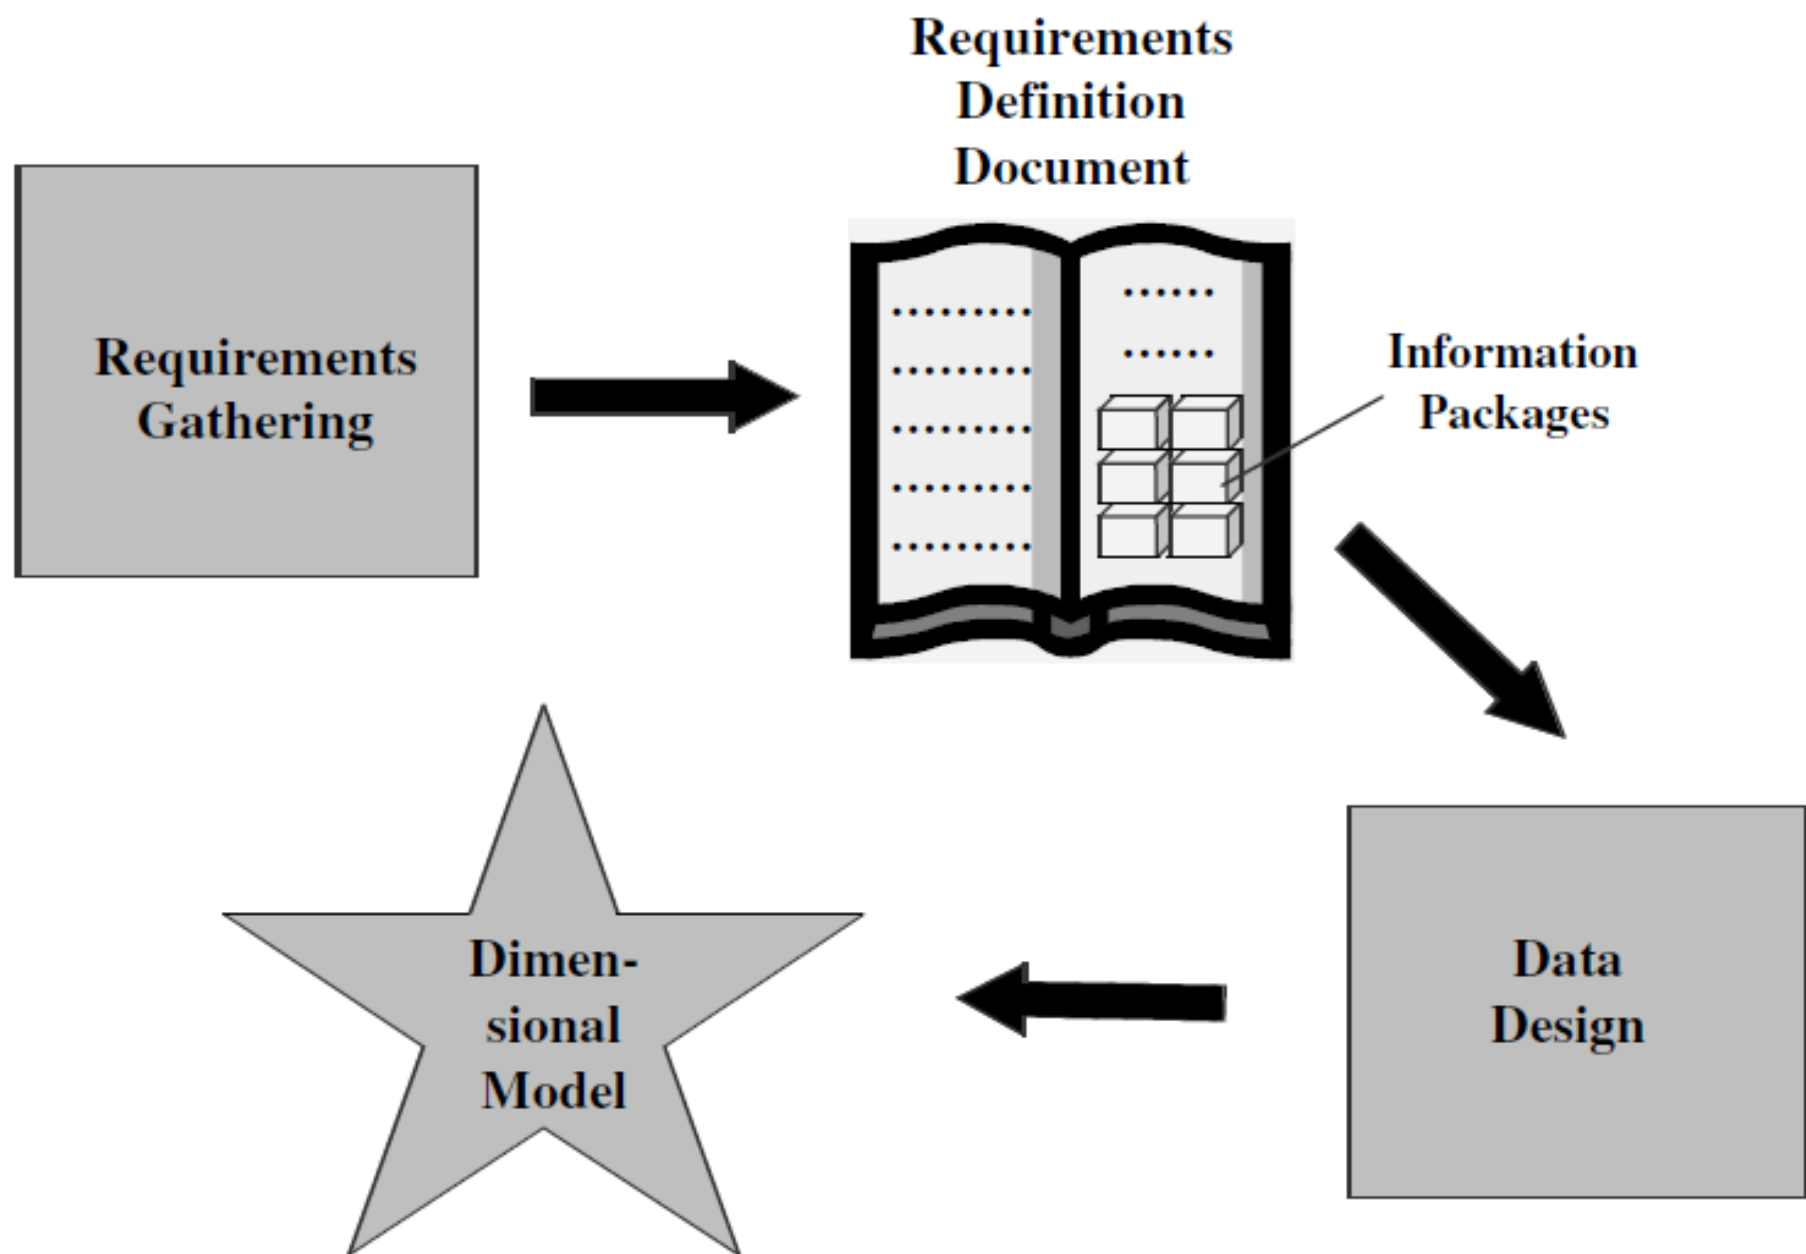 Requirements
Definition
Document
Requirements
Gathering
Information
Packages
Dimen-
sional
Model
Data
Design